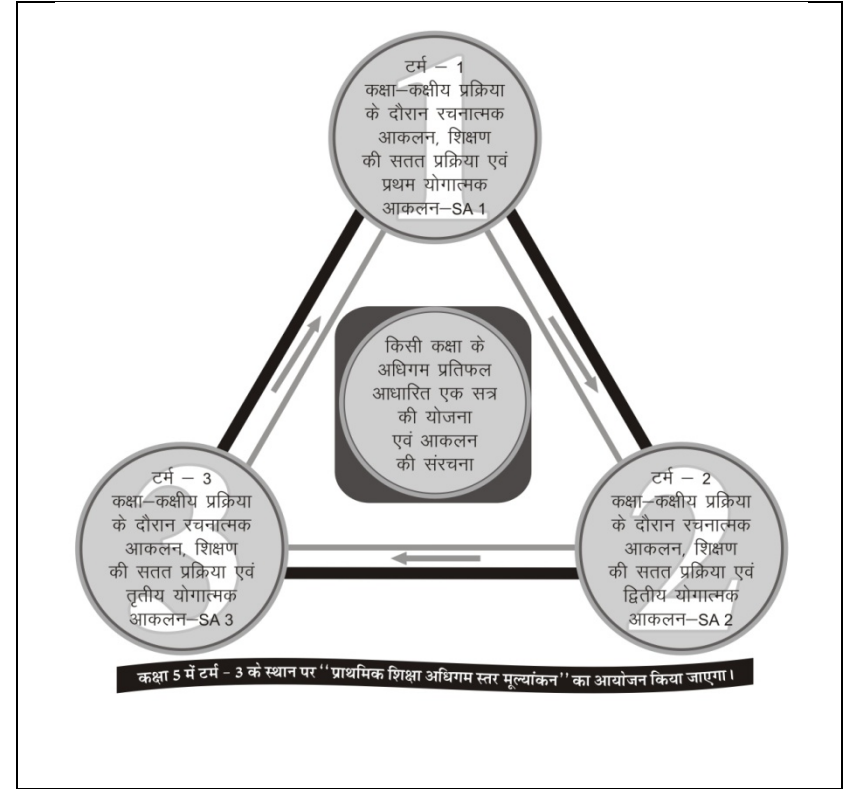 टर्म – 1
कक्षा–कक्षीय प्रक्रिया
के दौरान रचनात्मक
आकलन, शिक्षण
की सतत प्रक्रिया एवं
प्रथम योगात्मक
आकलन–SA 1
1
किसी कक्षा के
अधिगम प्रतिफल
आधारित एक सत्र
की योजना
एवं आकलन
की संरचना
टर्म – 3
कक्षा–कक्षीय प्रक्रिया
के दौरान रचनात्मक
आकलन, शिक्षण
की सतत प्रक्रिया एवं
तृतीय योगात्मक
आकलन–SA 3
3
टर्म – 2
कक्षा–कक्षीय प्रक्रिया
के दौरान रचनात्मक
आकलन, शिक्षण
की सतत प्रक्रिया एवं
द्वितीय योगात्मक
आकलन–SA 2
2
कक्षा 5 में टर्म - 3 के स्थान पर ‘‘प्राथमिक शिक्षा अधिगम स्तर मूल्यांकन’’ का आयोजन किया जाएगा।